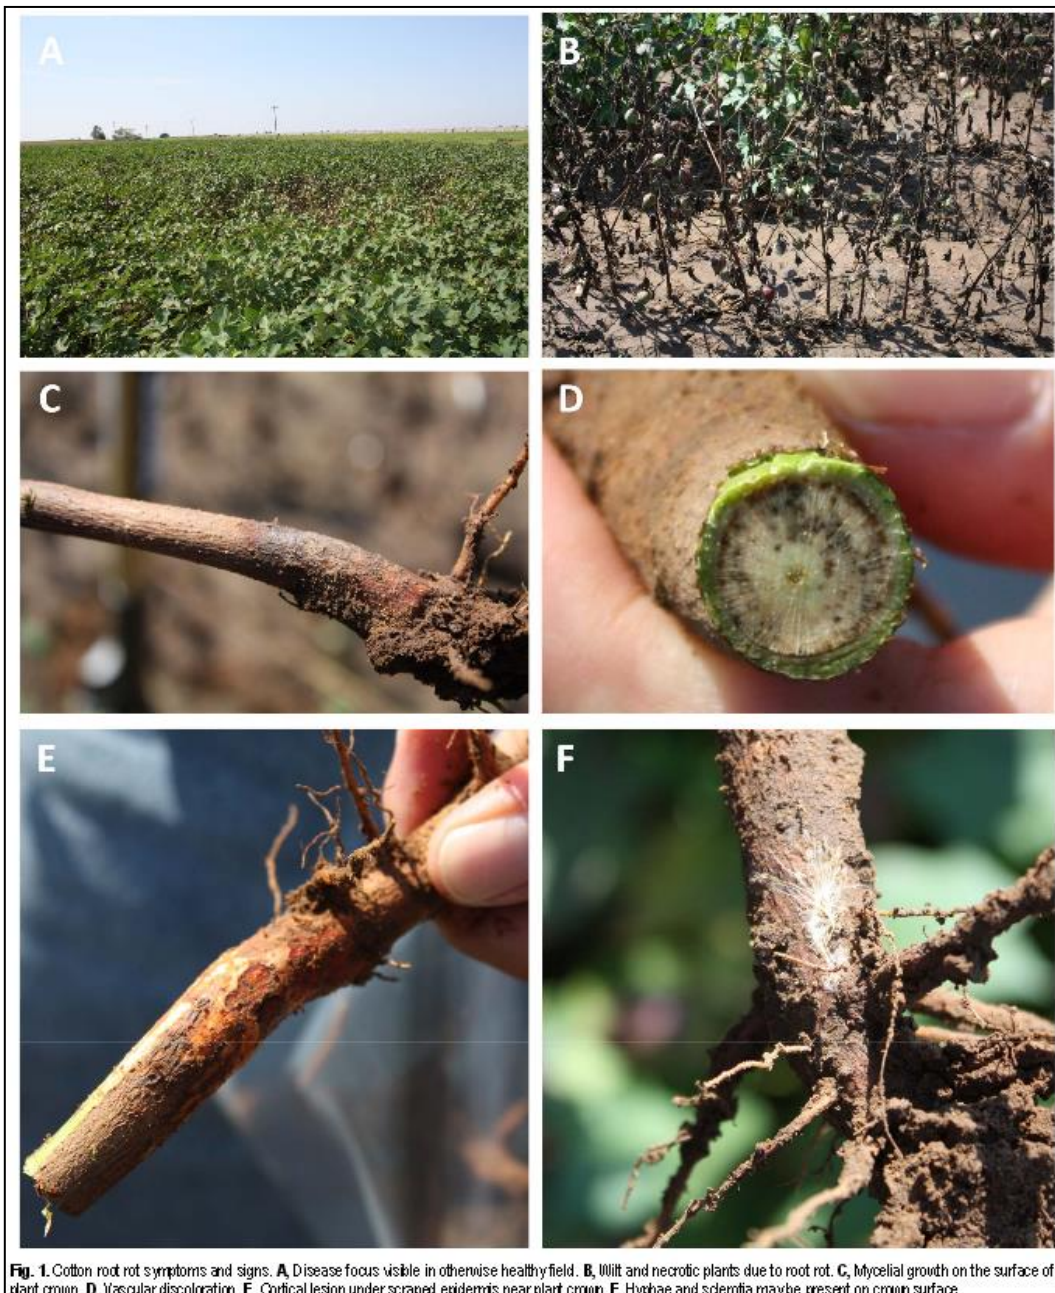 A
B
C
D
E
F
Fig. 1. Cotton root rot symptoms and signs. A, Disease focus visible in otherwise healthy field. B, Wilt and necrotic plants due to root rot. C, Mycelial growth on the surface of
plant crown. D, Vascular discoloration. E, Cortical lesion under scraped epidermis near plant crown. F, Hyphae and sclerotia may be present on crown surface.